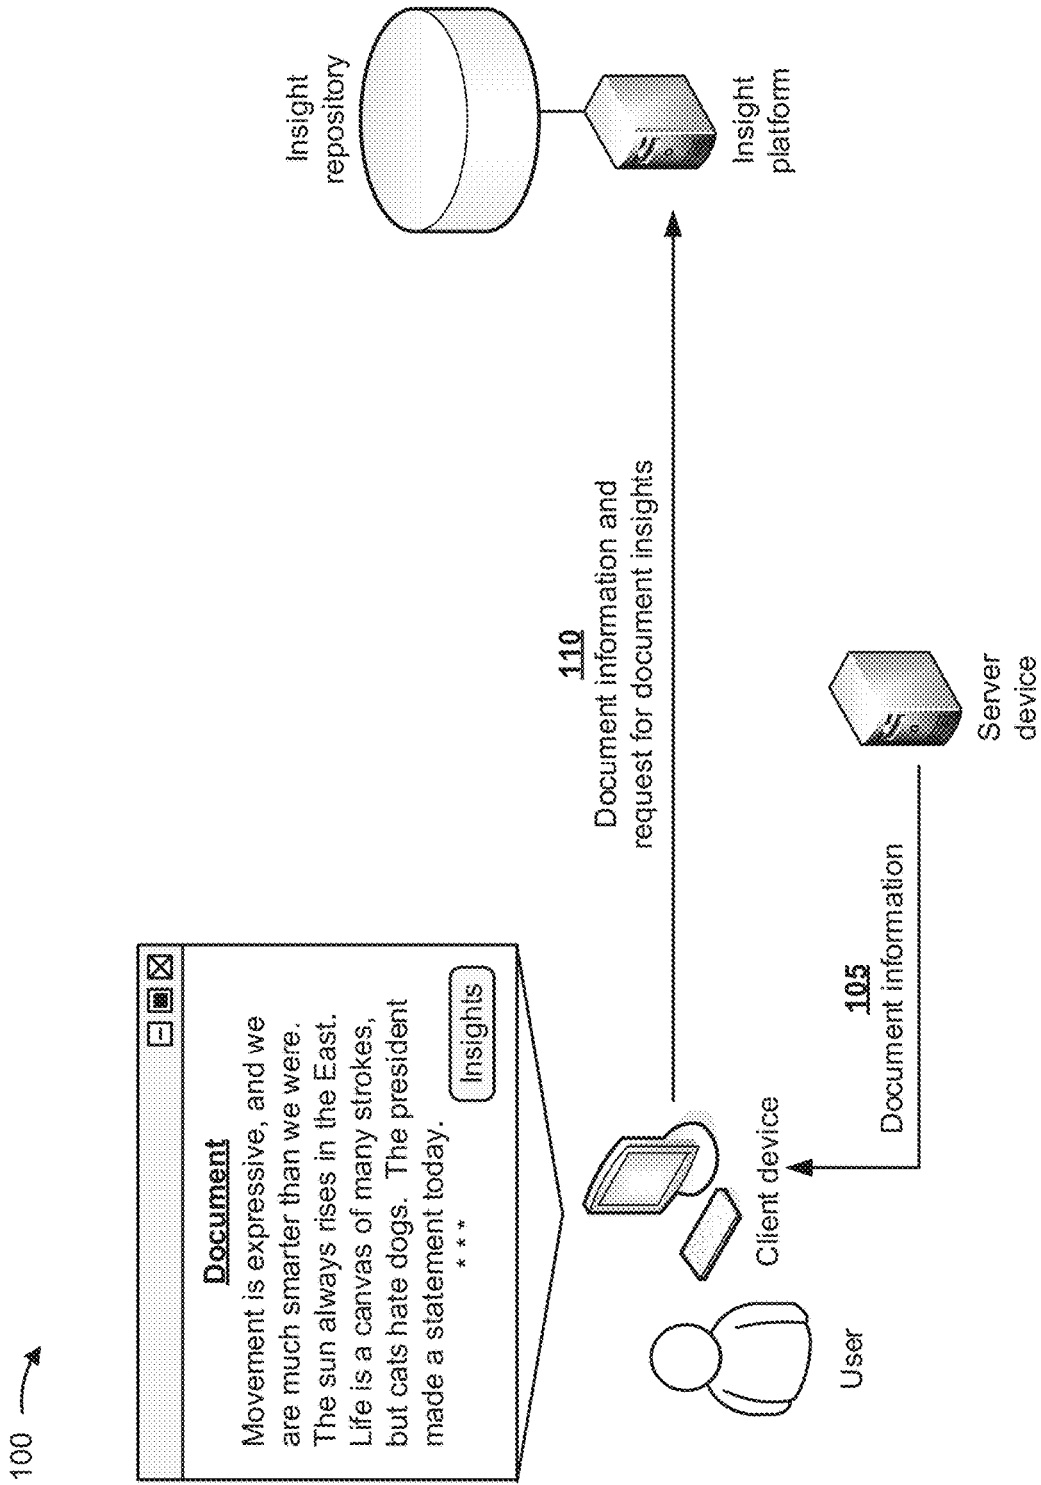 100
Document
Movement is expressive, and we
are much smarter than we were.
The sun always rises in the East.
Life is a canvas of many strokes,
but cats hate dogs. The president
made a statement today.
* * *
Insights
Insight
repository
110
Document information and
request for document insights
Insight
platform
User
Client device
105
Document information
Server
device